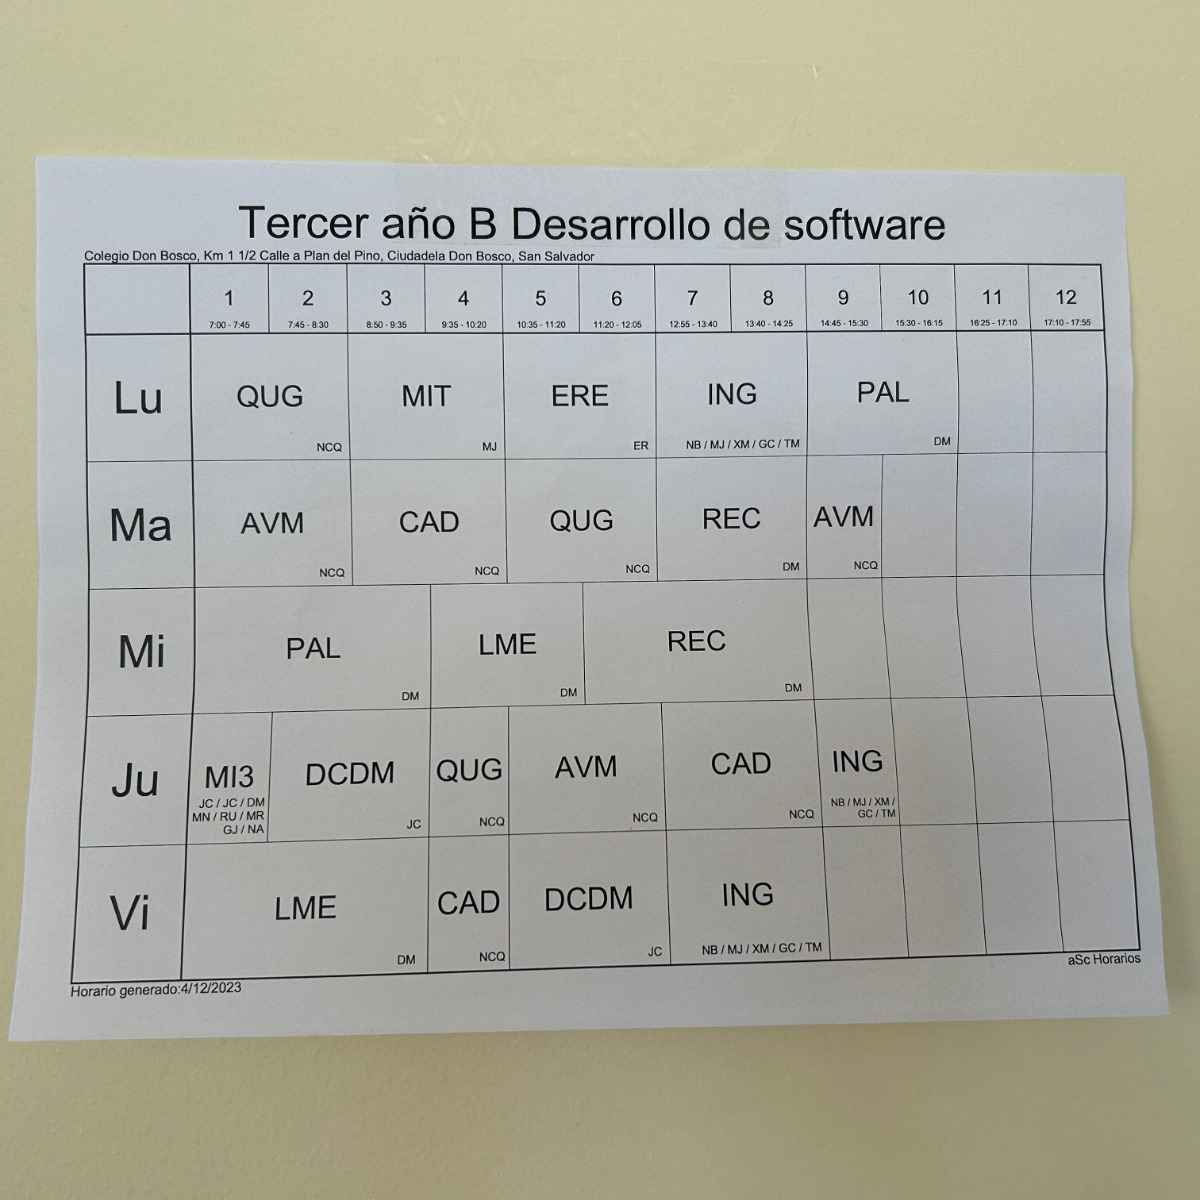 Tercer año B Desarrollo de software
Colegio Don Bosco, Km 1 1/2 Calle a Plan del Pino, Ciudadela Don Bosco, San Salvador
1 2 3 4 5 6 7 8 9 10 11 12
7:00 - 7:45 7:45 - 8:30 8:50 - 9:35 9:35 - 10:20 10:35 - 11:20 11:20 - 12:05 12:55 - 13:40 13:40 - 14:25 14:45 - 15:30 15:30 - 16:15 16:25 - 17:10 17:10 - 17:55
Lu QUG MIT ERE ING PAL
NCQ MJ ER NB / MJ / XM / GC / TM DM
Ma AVM CAD QUG REC AVM
NCQ NCQ NCQ DM NCQ
Mi PAL LME REC
DM DM DM
Ju MI3 DCDM QUG AVM CAD ING
JC / JC / DM
MN / RU / MR
GJ / NA
JC NCQ NCQ NCQ
NB / MJ / XM /
GC / TM
Vi LME CAD DCDM ING
DM NCQ JC NB / MJ / XM / GC / TM
Horario generado:4/12/2023
aSc Horarios